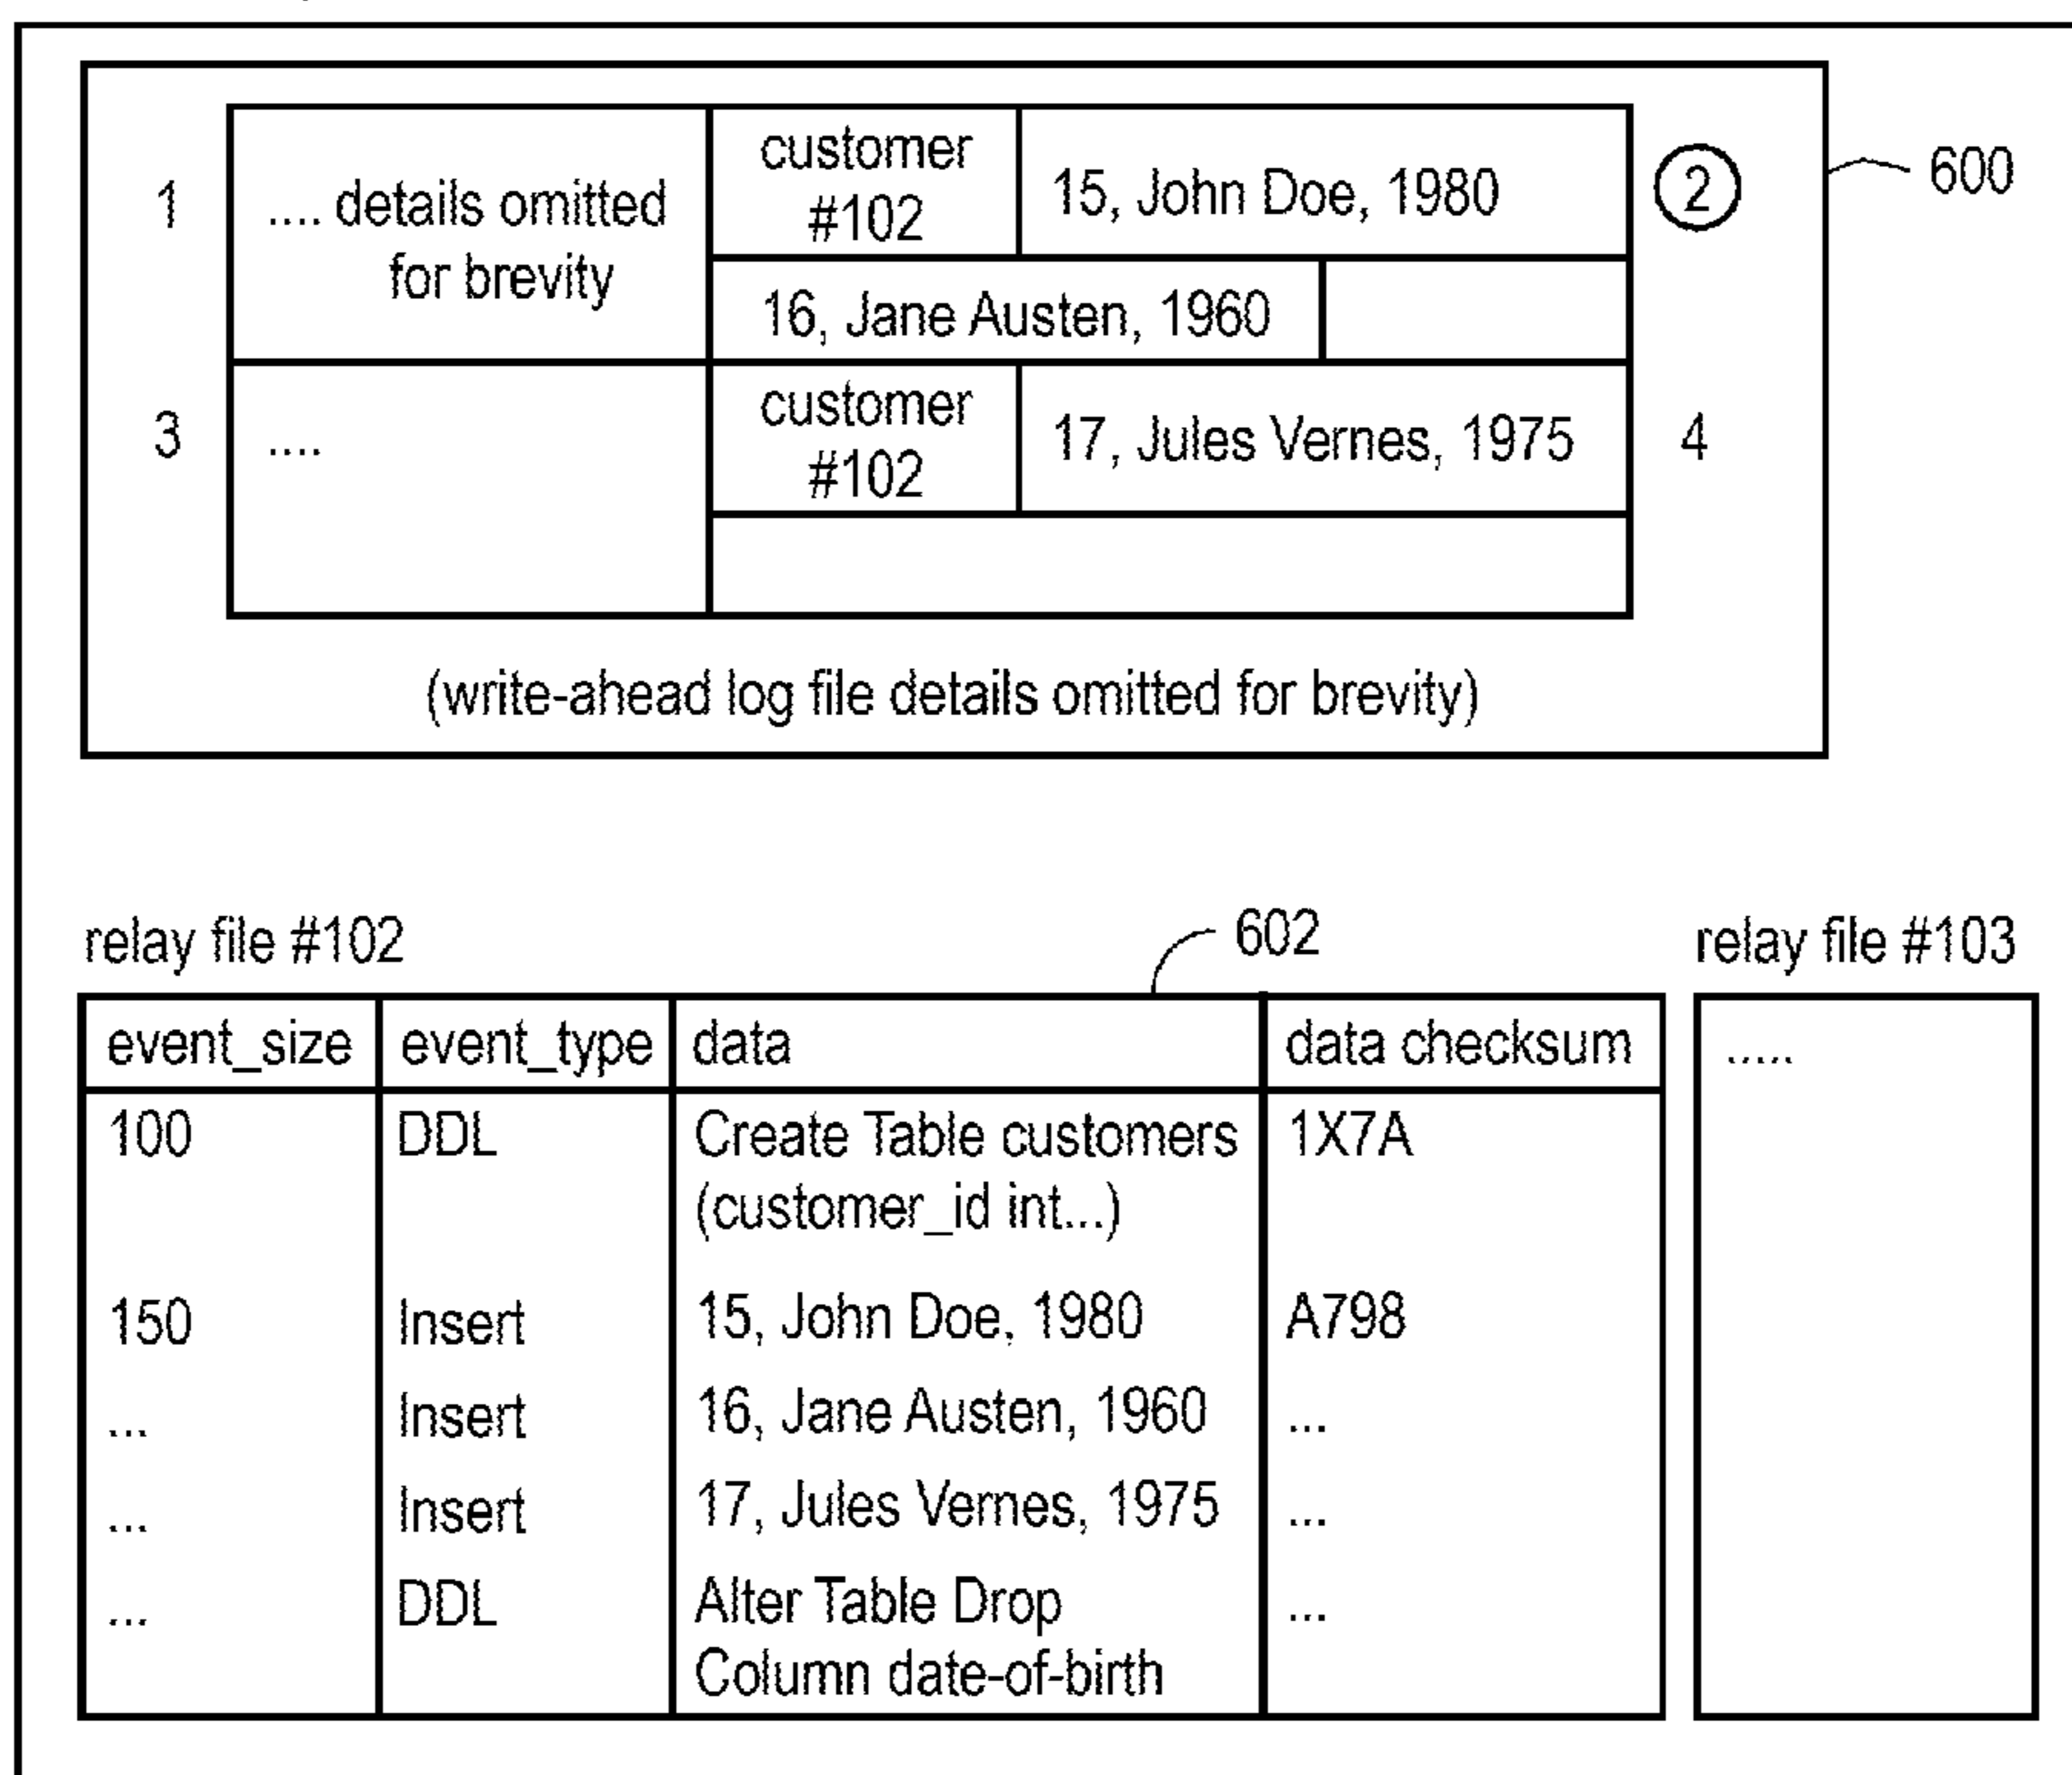 1
.... details omitted
for brevity
customer
#102
15, John Doe, 1980
2
600
16, Jane Austen, 1960
3
....
customer
#102
17, Jules Vernes, 1975
4
(write-ahead log file details omitted for brevity)
relay file #102
602
relay file #103
event_size event_type data data checksum
.....
100 DDL Create Table customers 1X7A
(customer_id int...)
150 Insert 15, John Doe, 1980 A798
... Insert 16, Jane Austen, 1960 ...
... Insert 17, Jules Vernes, 1975 ...
... DDL Alter Table Drop ...
Column date-of-birth